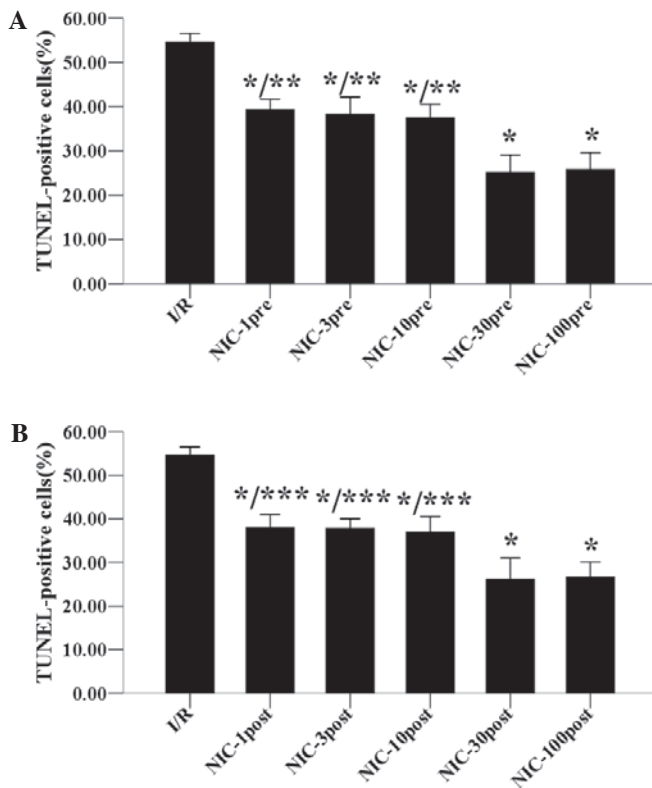 A
TUNEL-positive cells(%)
60.00
50.00
40.00
30.00
20.00
10.00
0.00
*/** */** */** * *
I/R NIC-1pre NIC-3pre NIC-10pre NIC-30pre NIC-100pre
B
TUNEL-positive cells(%)
60.00
50.00
40.00
30.00
20.00
10.00
0.00
*/*** */*** */*** * *
I/R NIC-1post NIC-3post NIC-10post NIC-30post NIC-100post